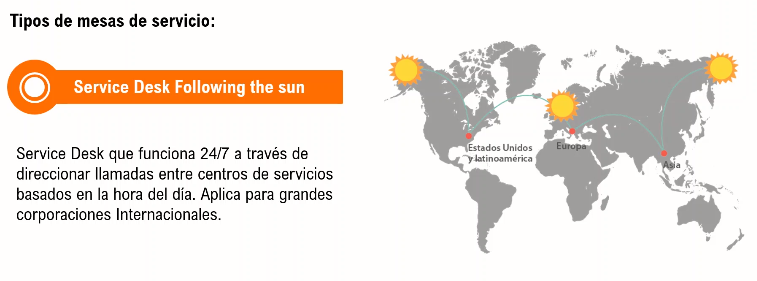 Tipos de mesas de servicio:
Service Desk Following the sun
Service Desk que funciona 24/7 a través de
direccionar llamadas entre centros de servicios
basados en la hora del día. Aplica para grandes
corporaciones Internacionales.
Estados Unidos
y latinoamérica
Europa
Asia